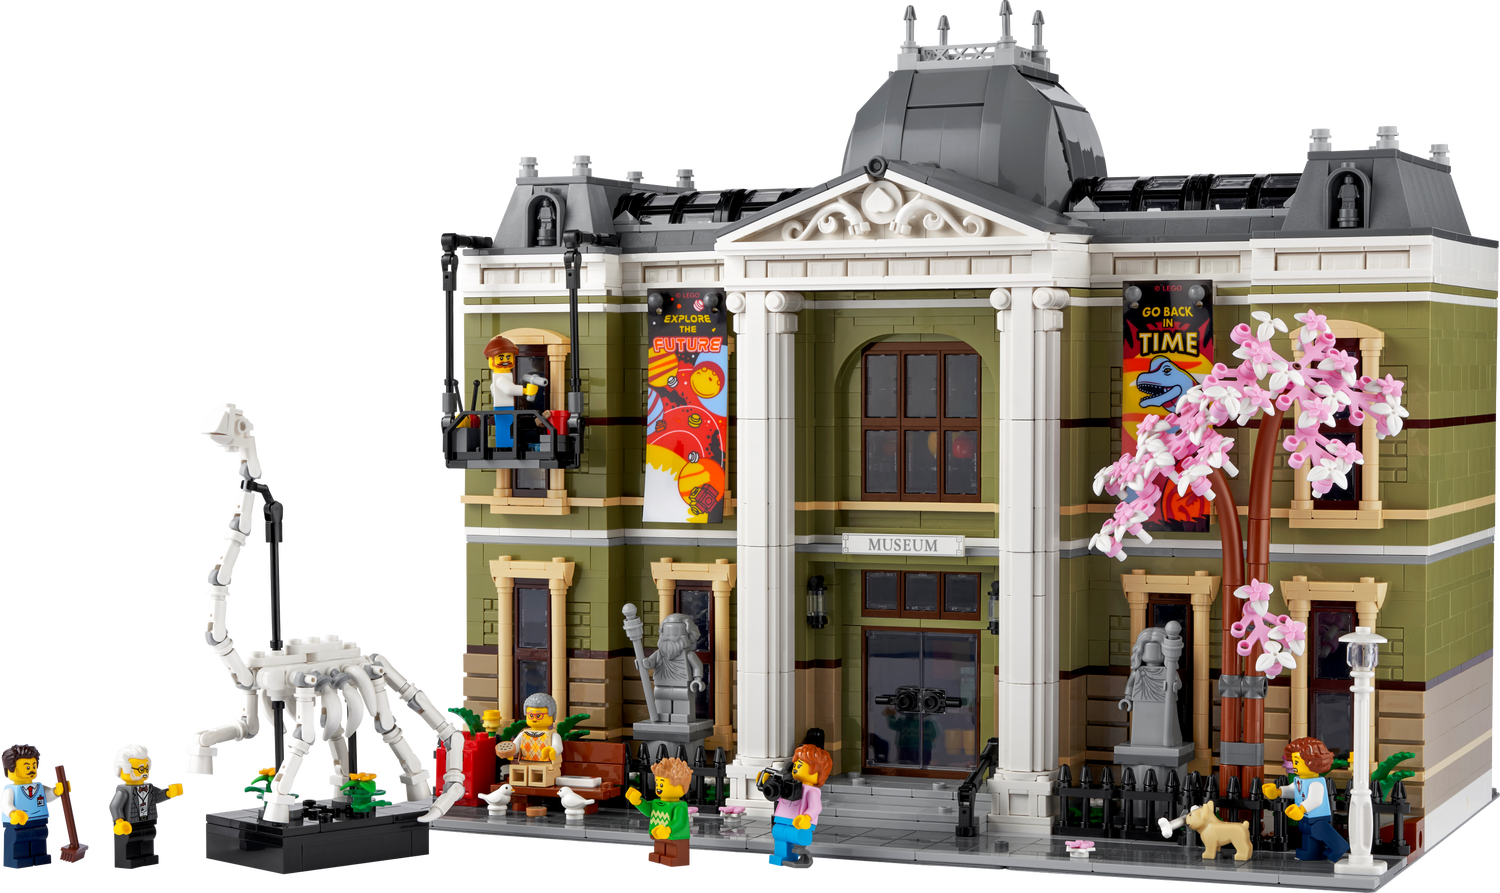 © LEGO
EXPLORE
THE
FUTURE
© LEGO
GO BACK
IN
TIME
MUSEUM